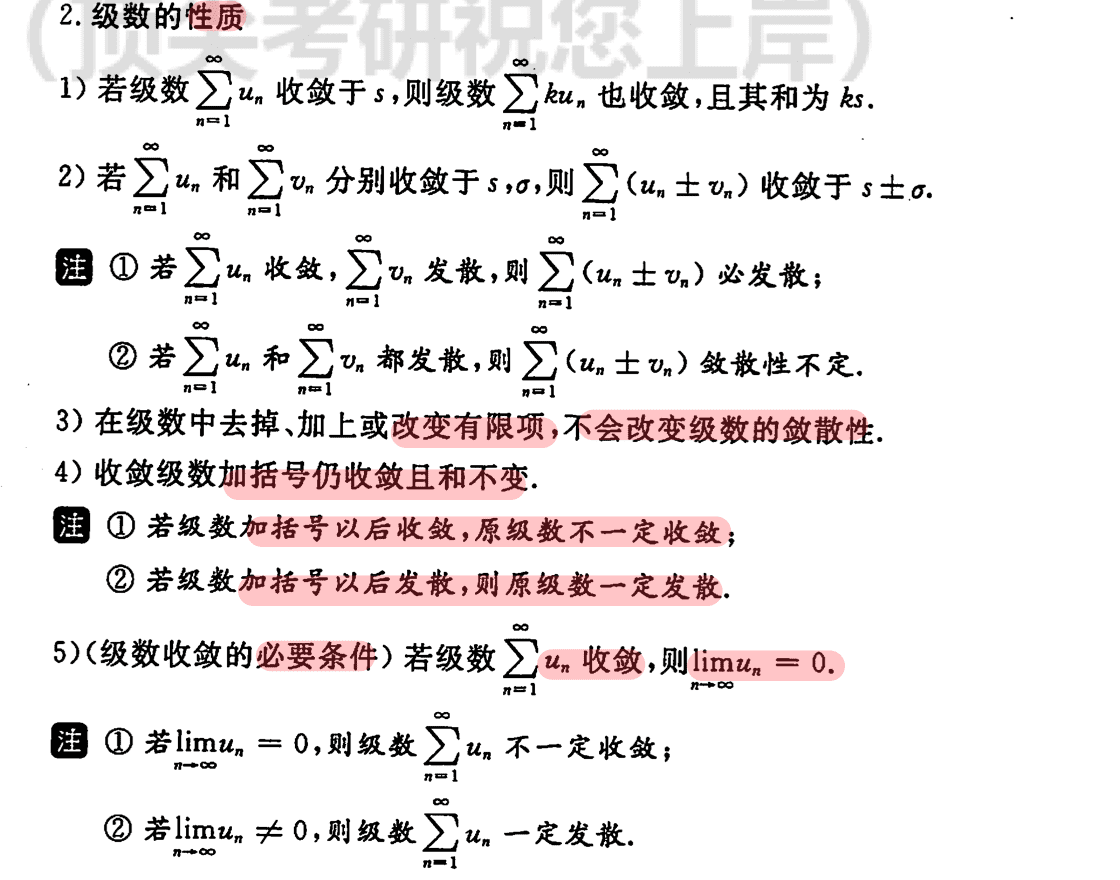 (顶尖考研祝您上岸)
2. 级数的性质
1) 若级数 $\sum_{n=1}^{\infty} u_n$ 收敛于 s,则级数 $\sum_{n=1}^{\infty} ku_n$ 也收敛,且其和为 ks.
2) 若 $\sum_{n=1}^{\infty} u_n$ 和 $\sum_{n=1}^{\infty} v_n$ 分别收敛于 s,σ,则 $\sum_{n=1}^{\infty} (u_n \pm v_n)$ 收敛于 s±σ.
注 ① 若 $\sum_{n=1}^{\infty} u_n$ 收敛, $\sum_{n=1}^{\infty} v_n$ 发散,则 $\sum_{n=1}^{\infty} (u_n \pm v_n)$ 必发散;
② 若 $\sum_{n=1}^{\infty} u_n$ 和 $\sum_{n=1}^{\infty} v_n$ 都发散,则 $\sum_{n=1}^{\infty} (u_n \pm v_n)$ 敛散性不定.
3) 在级数中去掉、加上或改变有限项,不会改变级数的敛散性.
4) 收敛级数加括号仍收敛且和不变.
注 ① 若级数加括号以后收敛,原级数不一定收敛;
② 若级数加括号以后发散,则原级数一定发散.
5)(级数收敛的必要条件) 若级数 $\sum_{n=1}^{\infty} u_n$ 收敛,则 $\lim_{n \to \infty} u_n = 0$.
注 ① 若 $\lim_{n \to \infty} u_n = 0$,则级数 $\sum_{n=1}^{\infty} u_n$ 不一定收敛;
② 若 $\lim_{n \to \infty} u_n \neq 0$,则级数 $\sum_{n=1}^{\infty} u_n$ 一定发散.